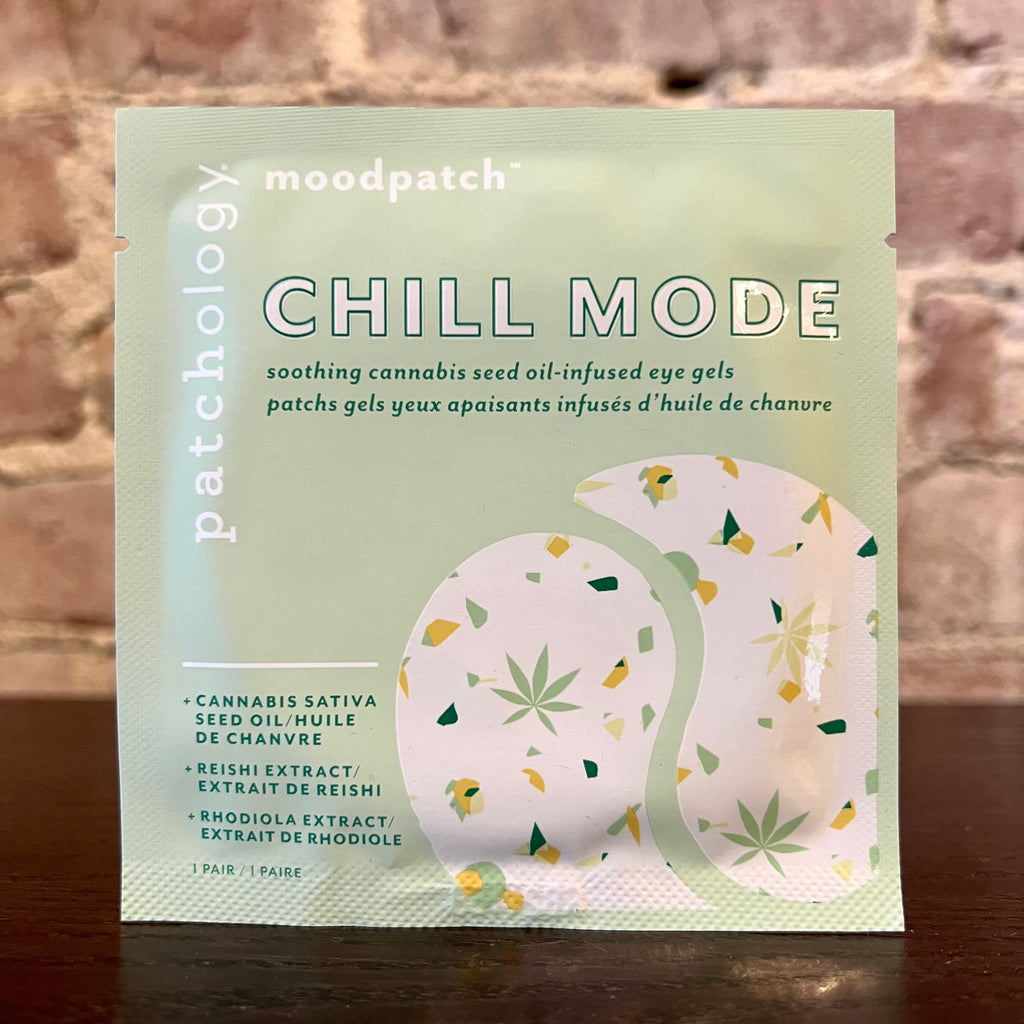 patchology.
moodpatch™
CHILL MODE
soothing cannabis seed oil-infused eye gels
patchs gels yeux apaisants infusés d'huile de chanvre
+ CANNABIS SATIVA
SEED OIL/HUILE
DE CHANVRE
+ REISHI EXTRACT/
EXTRAIT DE REISHI
+ RHODIOLA EXTRACT/
EXTRAIT DE RHODIOLE
1 PAIR / 1 PAIRE